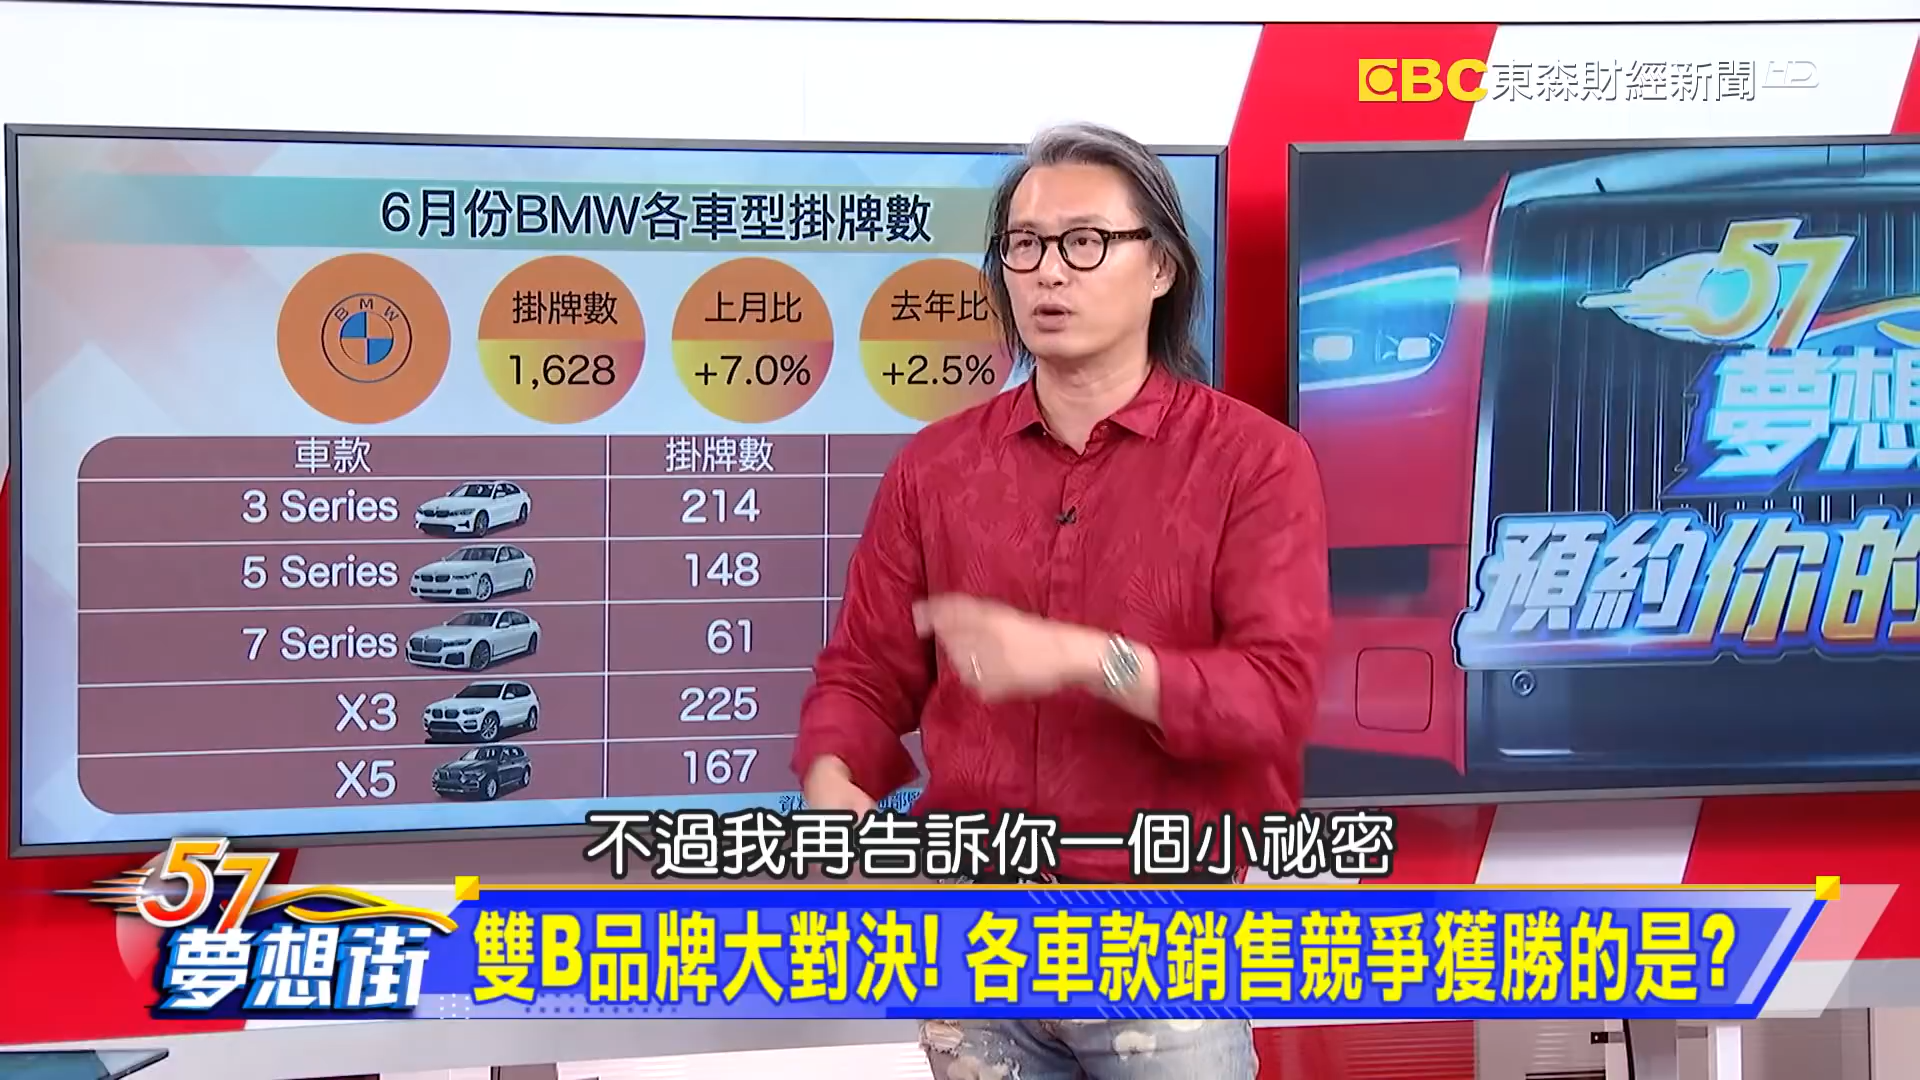 EBC東森財經新聞HD
6月份BMW各車型掛牌數
BMW
掛牌數
1,628
上月比
+7.0%
去年比
+2.5%
車款 掛牌數
3 Series 214
5 Series 148
7 Series 61
X3 225
X5 167
57
夢想
預約你的
不過我再告訴你一個小祕密
57
夢想街
雙B品牌大對決! 各車款銷售競爭獲勝的是?